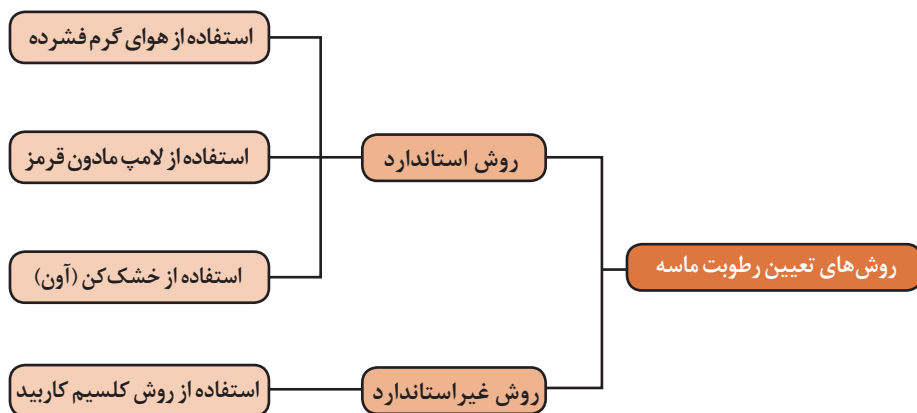 روش‌های تعیین رطوبت ماسه
روش استاندارد
استفاده از هوای گرم فشرده
استفاده از لامپ مادون قرمز
استفاده از خشک‌کن (آون)
روش غیراستاندارد
استفاده از روش کلسیم کاربید